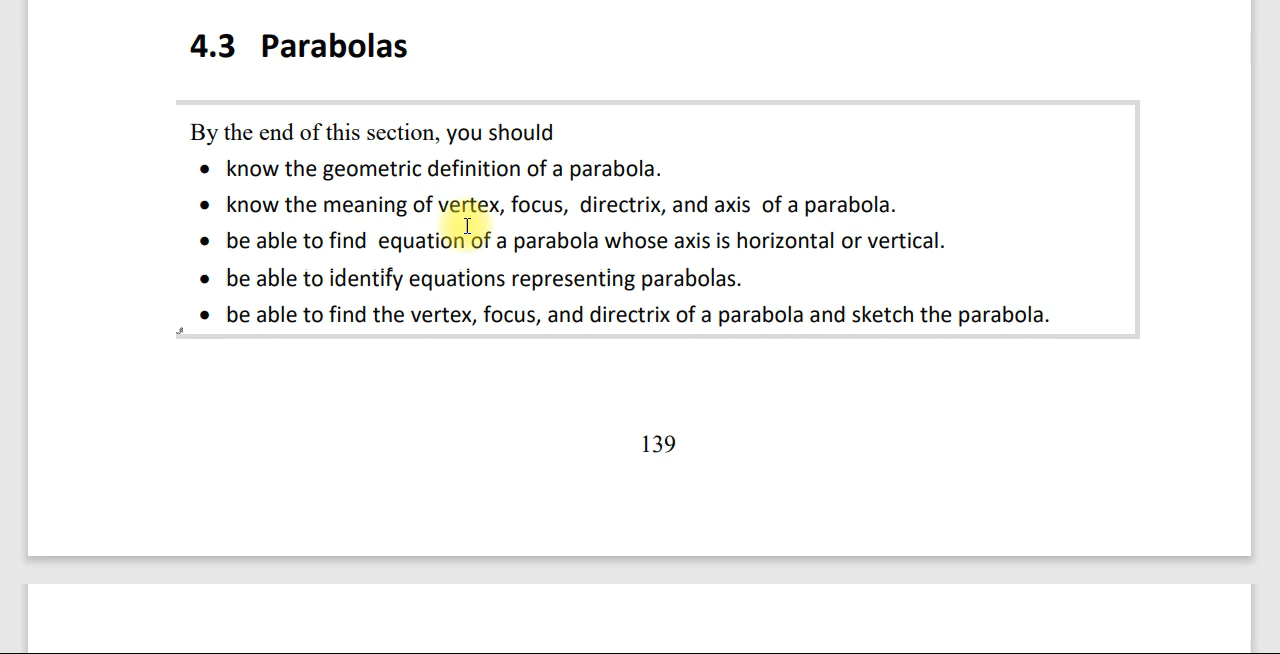 4.3 Parabolas
By the end of this section, you should
• know the geometric definition of a parabola.
• know the meaning of vertex, focus, directrix, and axis of a parabola.
• be able to find equation of a parabola whose axis is horizontal or vertical.
• be able to identify equations representing parabolas.
• be able to find the vertex, focus, and directrix of a parabola and sketch the parabola.
139